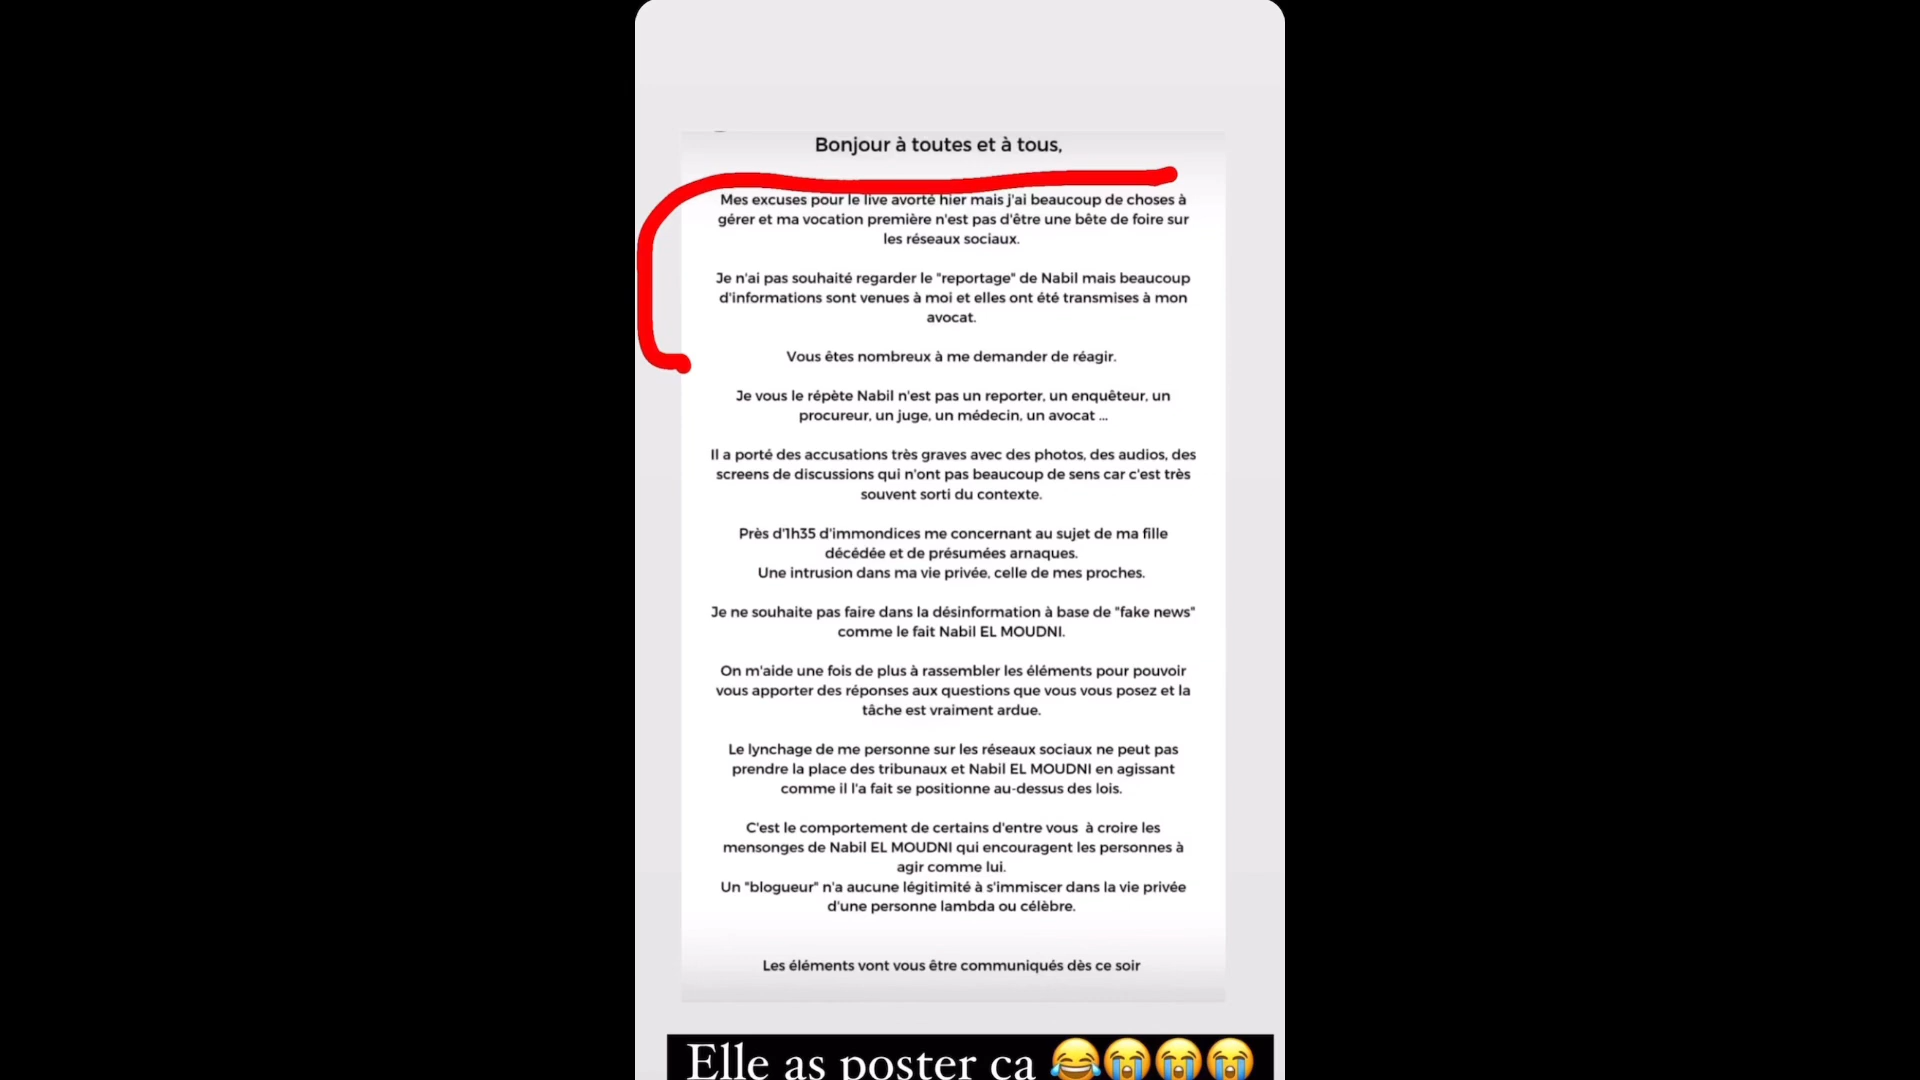 Bonjour à toutes et à tous,
Mes excuses pour le live avorté hier mais j'ai beaucoup de choses à
gérer et ma vocation première n'est pas d'être une bête de foire sur
les réseaux sociaux.
Je n'ai pas souhaité regarder le "reportage" de Nabil mais beaucoup
d'informations sont venues à moi et elles ont été transmises à mon
avocat.
Vous êtes nombreux à me demander de réagir.
Je vous le répète Nabil n'est pas un reporter, un enquêteur, un
procureur, un juge, un médecin, un avocat ...
Il a porté des accusations très graves avec des photos, des audios, des
screens de discussions qui n'ont pas beaucoup de sens car c'est très
souvent sorti du contexte.
Près d'1h35 d'immondices me concernant au sujet de ma fille
décédée et de présumées arnaques.
Une intrusion dans ma vie privée, celle de mes proches.
Je ne souhaite pas faire dans la désinformation à base de "fake news"
comme le fait Nabil EL MOUDNI.
On m'aide une fois de plus à rassembler les éléments pour pouvoir
vous apporter des réponses aux questions que vous vous posez et la
tâche est vraiment ardue.
Le lynchage de me personne sur les réseaux sociaux ne peut pas
prendre la place des tribunaux et Nabil EL MOUDNI en agissant
comme il l'a fait se positionne au-dessus des lois.
C'est le comportement de certains d'entre vous à croire les
mensonges de Nabil EL MOUDNI qui encouragent les personnes à
agir comme lui.
Un "blogueur" n'a aucune légitimité à s'immiscer dans la vie privée
d'une personne lambda ou célèbre.
Les éléments vont vous être communiqués dès ce soir
Elle as poster ca 😂😭😭😭